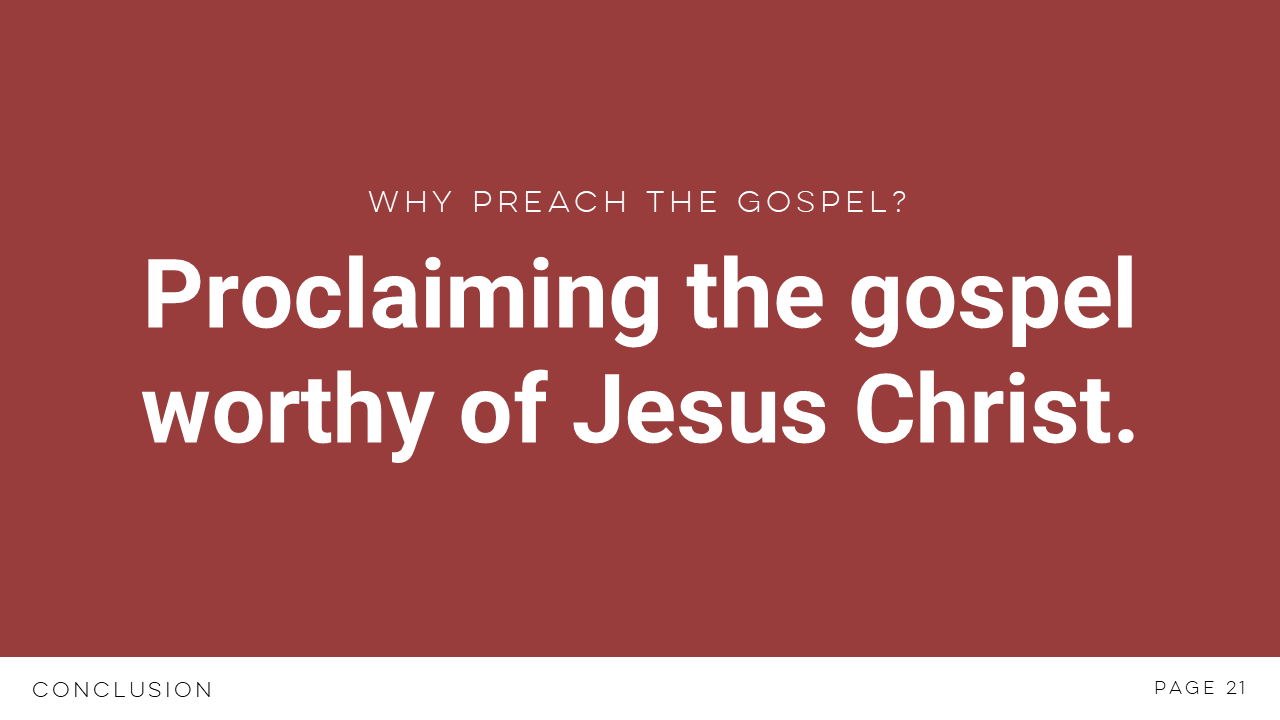 WHY PREACH THE GOSPEL?
Proclaiming the gospel
worthy of Jesus Christ.
CONCLUSION
PAGE 21